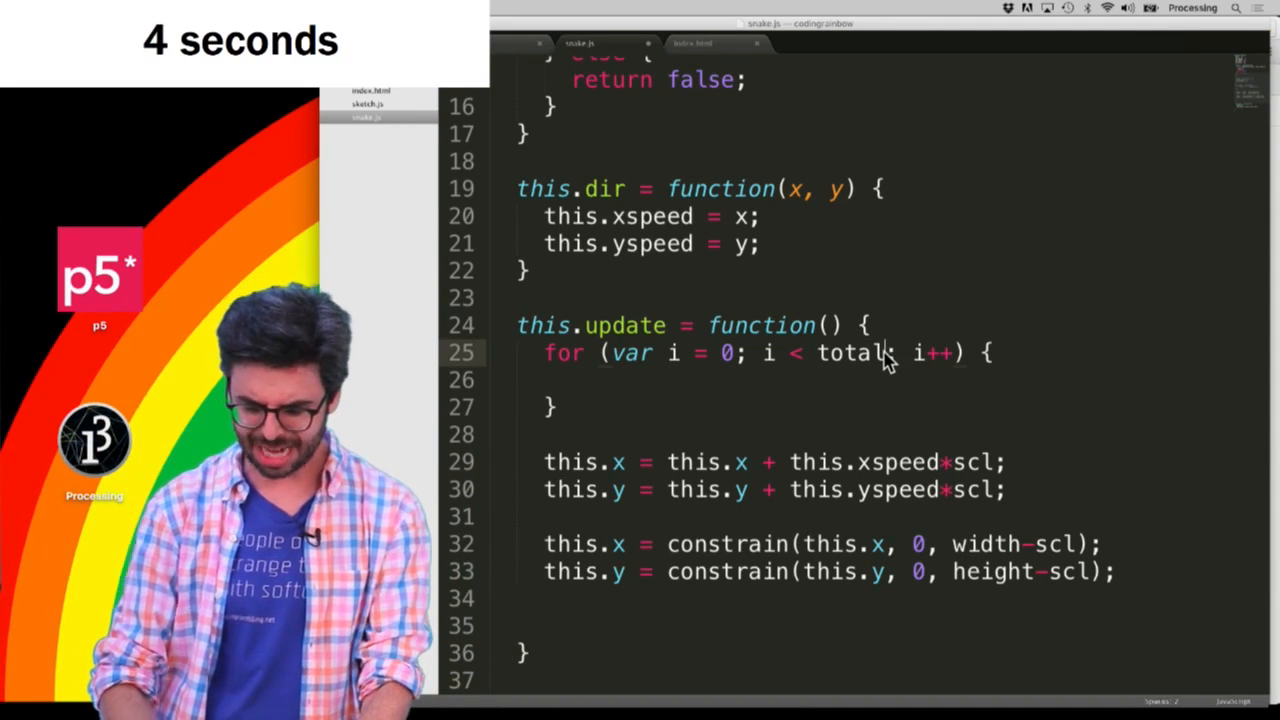 4 seconds
Processing
snake.js — codingrainbow
snake.js
index.html
index.html
sketch.js
snake.js
} else {
return false;
16 }
17 }
18
19 this.dir = function(x, y) {
20 this.xspeed = x;
21 this.yspeed = y;
22 }
23
24 this.update = function() {
25 for (var i = 0; i < total; i++) {
26
27 }
28
29 this.x = this.x + this.xspeed*scl;
30 this.y = this.y + this.yspeed*scl;
31
32 this.x = constrain(this.x, 0, width-scl);
33 this.y = constrain(this.y, 0, height-scl);
34
35
36 }
37
p5*
p5
Processing
with
Spaces: 2
JavaScript